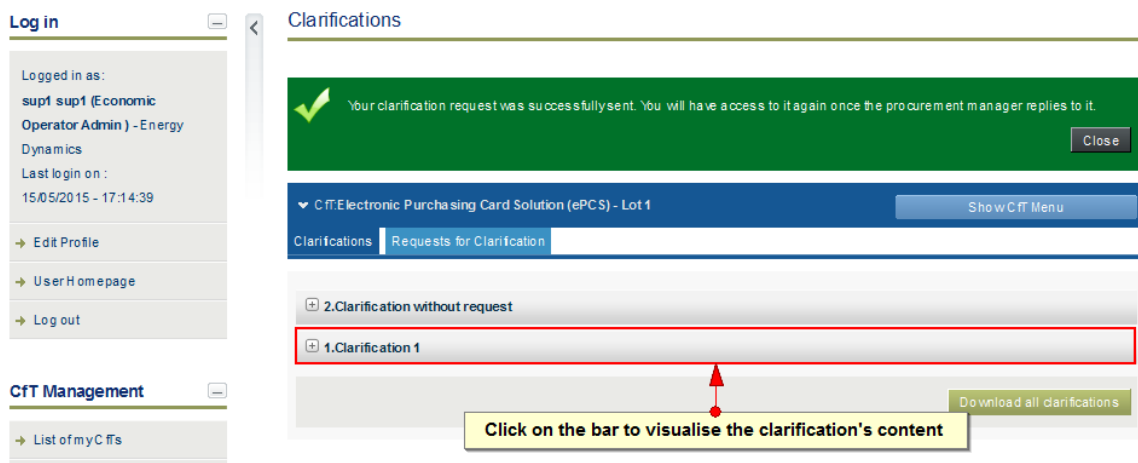 Log in
Logged in as:
sup1 sup1 (Economic
Operator Admin ) - Energy
Dynamics
Last login on :
15/05/2015 - 17:14:39
Edit Profile
User Homepage
Log out
CfT Management
List of my CfTs
Clarifications
Your clarification request was successfully sent. You will have access to it again once the procurement manager replies to it.
Close
CfT:Electronic Purchasing Card Solution (ePCS) - Lot 1
Show CfT Menu
Clarifications Requests for Clarification
2.Clarification without request
1.Clarification 1
Download all clarifications
Click on the bar to visualise the clarification's content